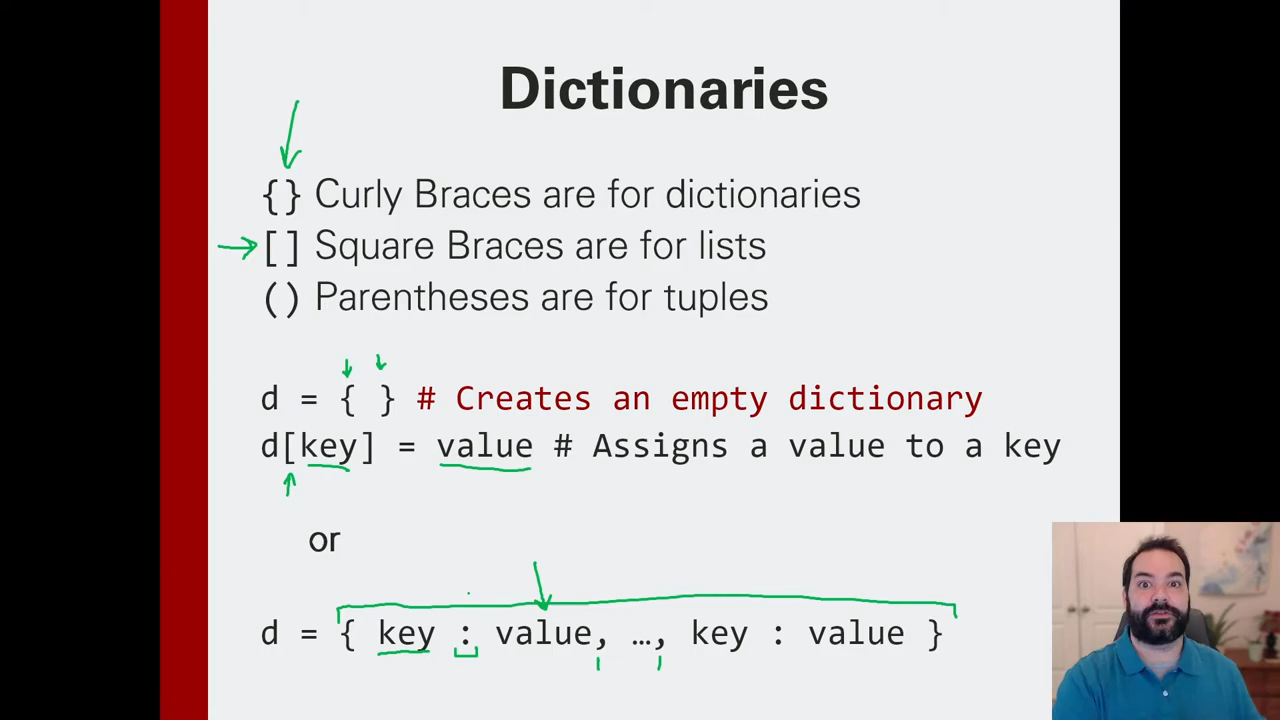 Dictionaries
{} Curly Braces are for dictionaries
[] Square Braces are for lists
() Parentheses are for tuples
d = { } # Creates an empty dictionary
d[key] = value # Assigns a value to a key
or
d = { key : value, …, key : value }